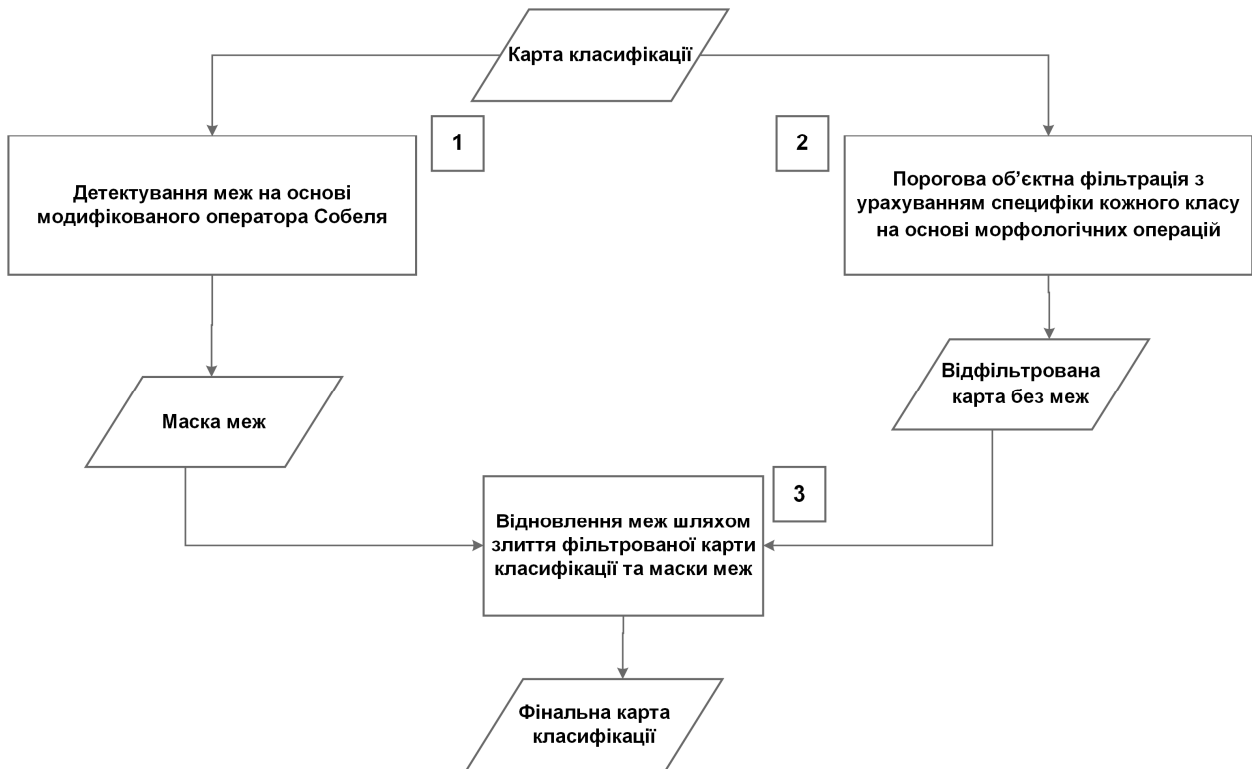 Карта класифікації
1
2
Детектування меж на основі
модифікованого оператора Собеля
Порогова об’єктна фільтрація з
урахуванням специфіки кожного класу
на основі морфологічних операцій
Маска меж
Відфільтрована
карта без меж
3
Відновлення меж шляхом
злиття фільтрованої карти
класифікації та маски меж
Фінальна карта
класифікації